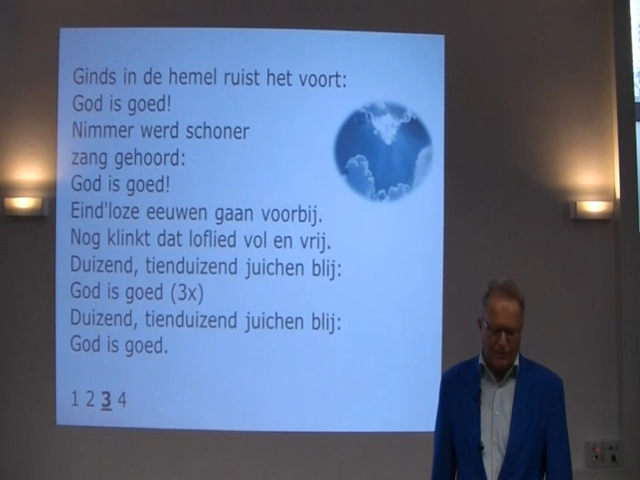 Ginds in de hemel ruist het voort:
God is goed!
Nimmer werd schoner
zang gehoord:
God is goed!
Eind'loze eeuwen gaan voorbij.
Nog klinkt dat loflied vol en vrij.
Duizend, tienduizend juichen blij:
God is goed (3x)
Duizend, tienduizend juichen blij:
God is goed.
1 2 3 4